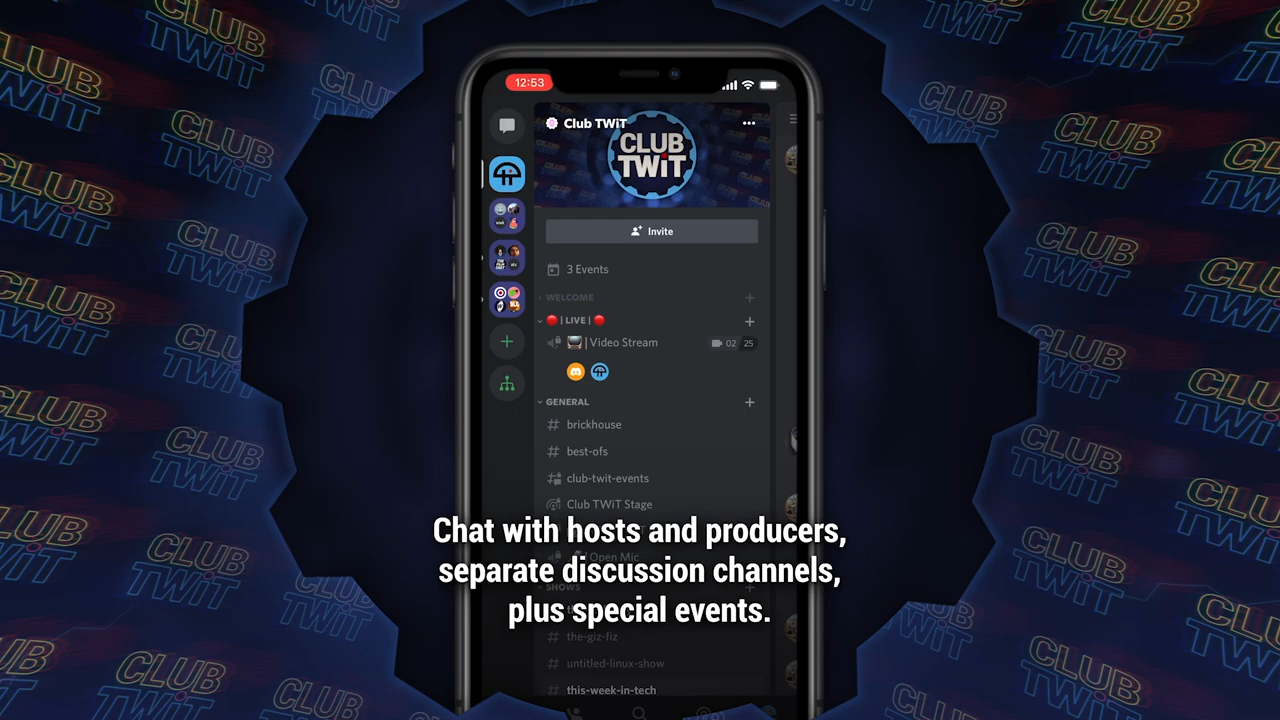 12:53
Club TWiT
CLUB
TWiT
Invite
3 Events
WELCOME
| LIVE |
| Video Stream
02 25
GENERAL
brickhouse
best-ofs
club-twit-events
Club TWiT Stage
| Open Mic
Chat with hosts and producers,
separate discussion channels,
plus special events.
SHOWS
the-giz-fiz
untitled-linux-show
this-week-in-tech
CLUB
TWiT